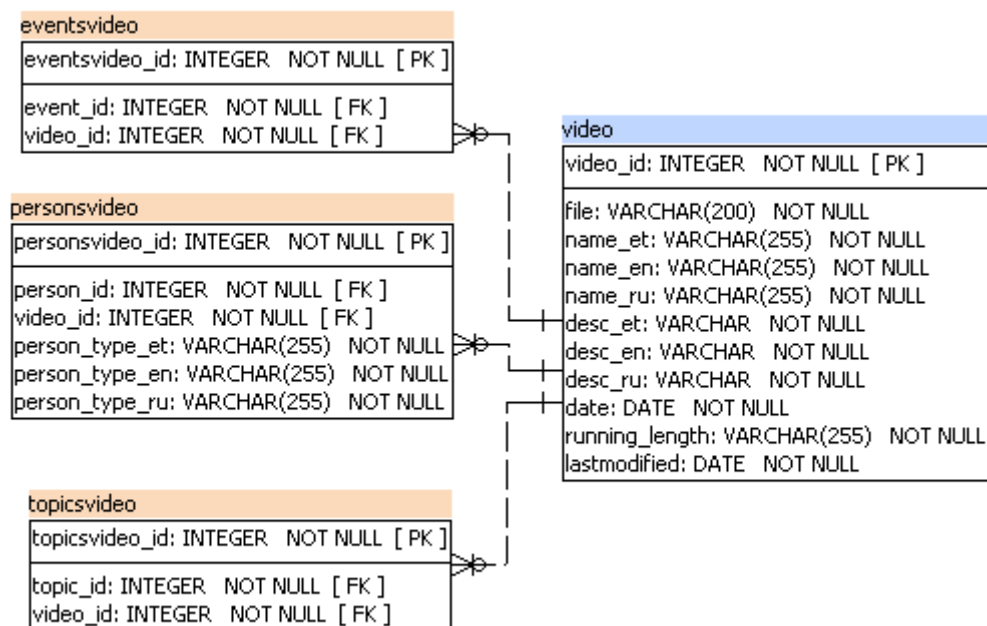 eventsvideo
eventsvideo_id: INTEGER NOT NULL [ PK ]
event_id: INTEGER NOT NULL [ FK ]
video_id: INTEGER NOT NULL [ FK ]
personsvideo
personsvideo_id: INTEGER NOT NULL [ PK ]
person_id: INTEGER NOT NULL [ FK ]
video_id: INTEGER NOT NULL [ FK ]
person_type_et: VARCHAR(255) NOT NULL
person_type_en: VARCHAR(255) NOT NULL
person_type_ru: VARCHAR(255) NOT NULL
topicsvideo
topicsvideo_id: INTEGER NOT NULL [ PK ]
topic_id: INTEGER NOT NULL [ FK ]
video_id: INTEGER NOT NULL [ FK ]
video
video_id: INTEGER NOT NULL [ PK ]
file: VARCHAR(200) NOT NULL
name_et: VARCHAR(255) NOT NULL
name_en: VARCHAR(255) NOT NULL
name_ru: VARCHAR(255) NOT NULL
desc_et: VARCHAR NOT NULL
desc_en: VARCHAR NOT NULL
desc_ru: VARCHAR NOT NULL
date: DATE NOT NULL
running_length: VARCHAR(255) NOT NULL
lastmodified: DATE NOT NULL